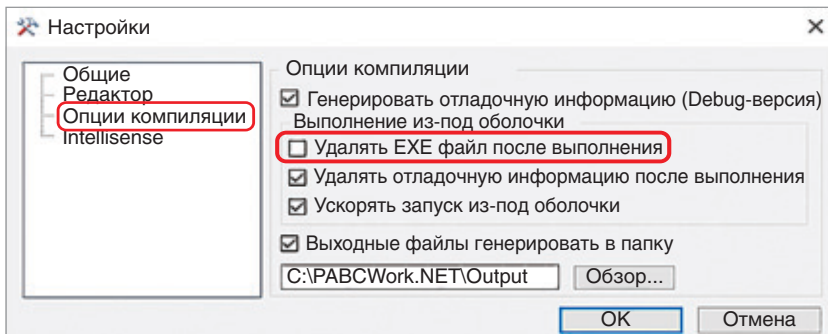 Настройки
Общие
Редактор
Опции компиляции
Intellisense
Опции компиляции
Генерировать отладочную информацию (Debug-версия)
Выполнение из-под оболочки
Удалять EXE файл после выполнения
Удалять отладочную информацию после выполнения
Ускорять запуск из-под оболочки
Выходные файлы генерировать в папку
C:\PABCWork.NET\Output Обзор...
OK Отмена